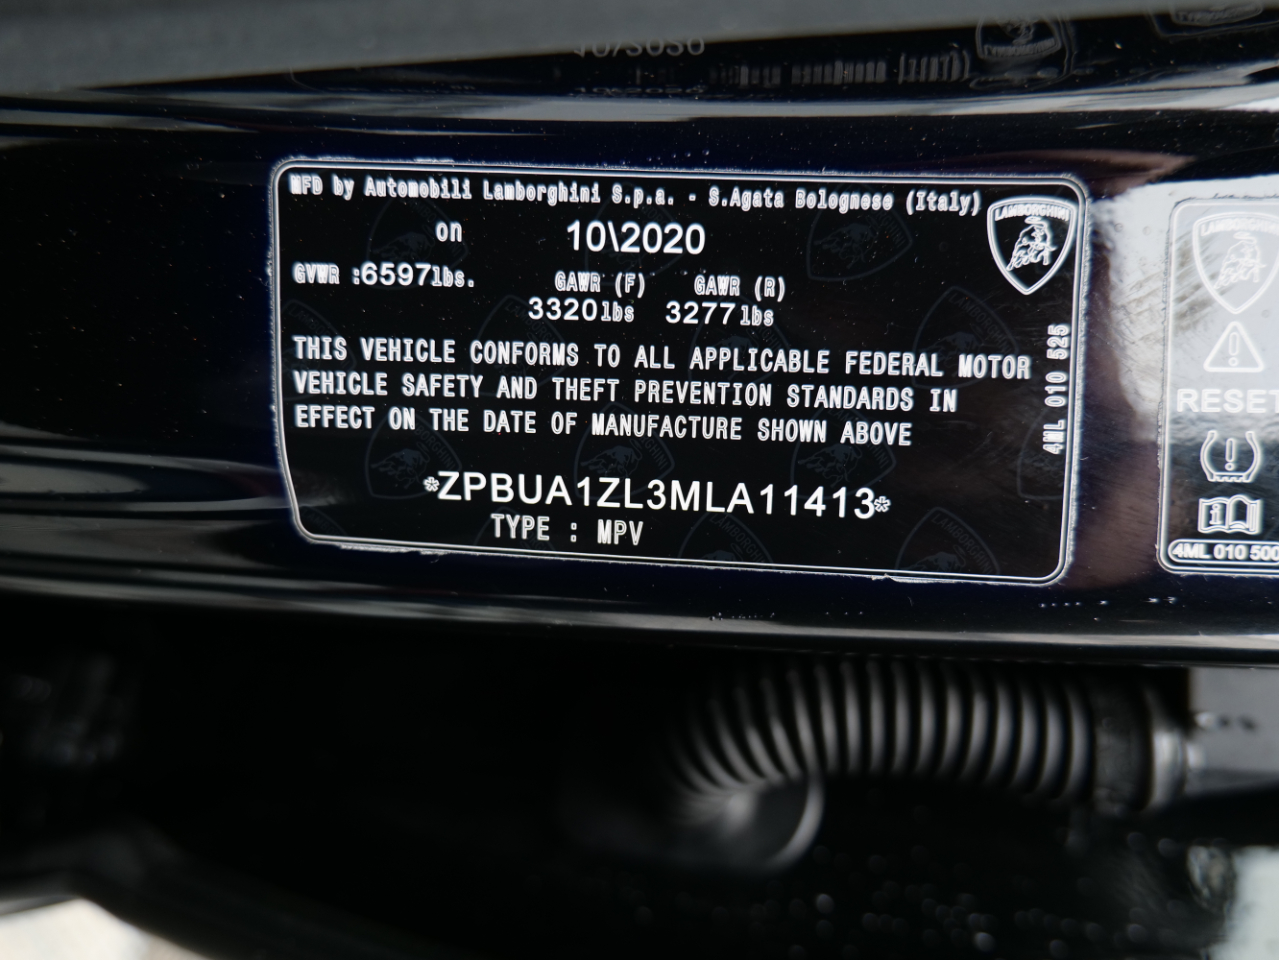 MFD by Automobili Lamborghini S.p.a. - S.Agata Bolognese (Italy)
on 10\2020
LAMBORGHINI
GVWR :6597lbs. GAWR (F) GAWR (R)
3320lbs 3277lbs
THIS VEHICLE CONFORMS TO ALL APPLICABLE FEDERAL MOTOR
VEHICLE SAFETY AND THEFT PREVENTION STANDARDS IN
EFFECT ON THE DATE OF MANUFACTURE SHOWN ABOVE
4ML 010 525
*ZPBUA1ZL3MLA11413*
TYPE : MPV
LAMBORGHINI
RESET
4ML 010 500